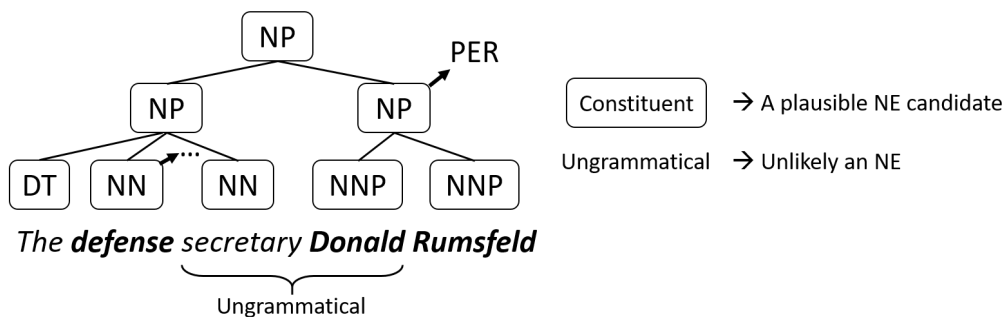 NP
PER
NP NP
Constituent → A plausible NE candidate
...
DT NN NN NNP NNP
Ungrammatical → Unlikely an NE
The defense secretary Donald Rumsfeld
Ungrammatical